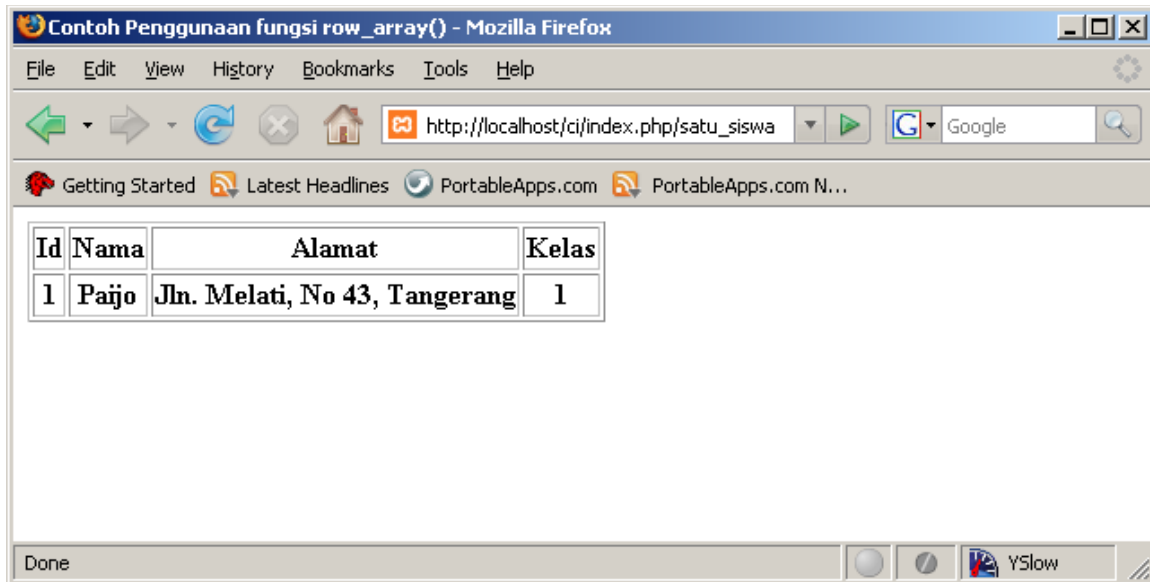 Contoh Penggunaan fungsi row_array() - Mozilla Firefox
File Edit View History Bookmarks Tools Help
http://localhost/ci/index.php/satu_siswa G Google
Getting Started Latest Headlines PortableApps.com PortableApps.com N...
Id Nama Alamat Kelas
1 Paijo Jln. Melati, No 43, Tangerang 1
Done YSlow